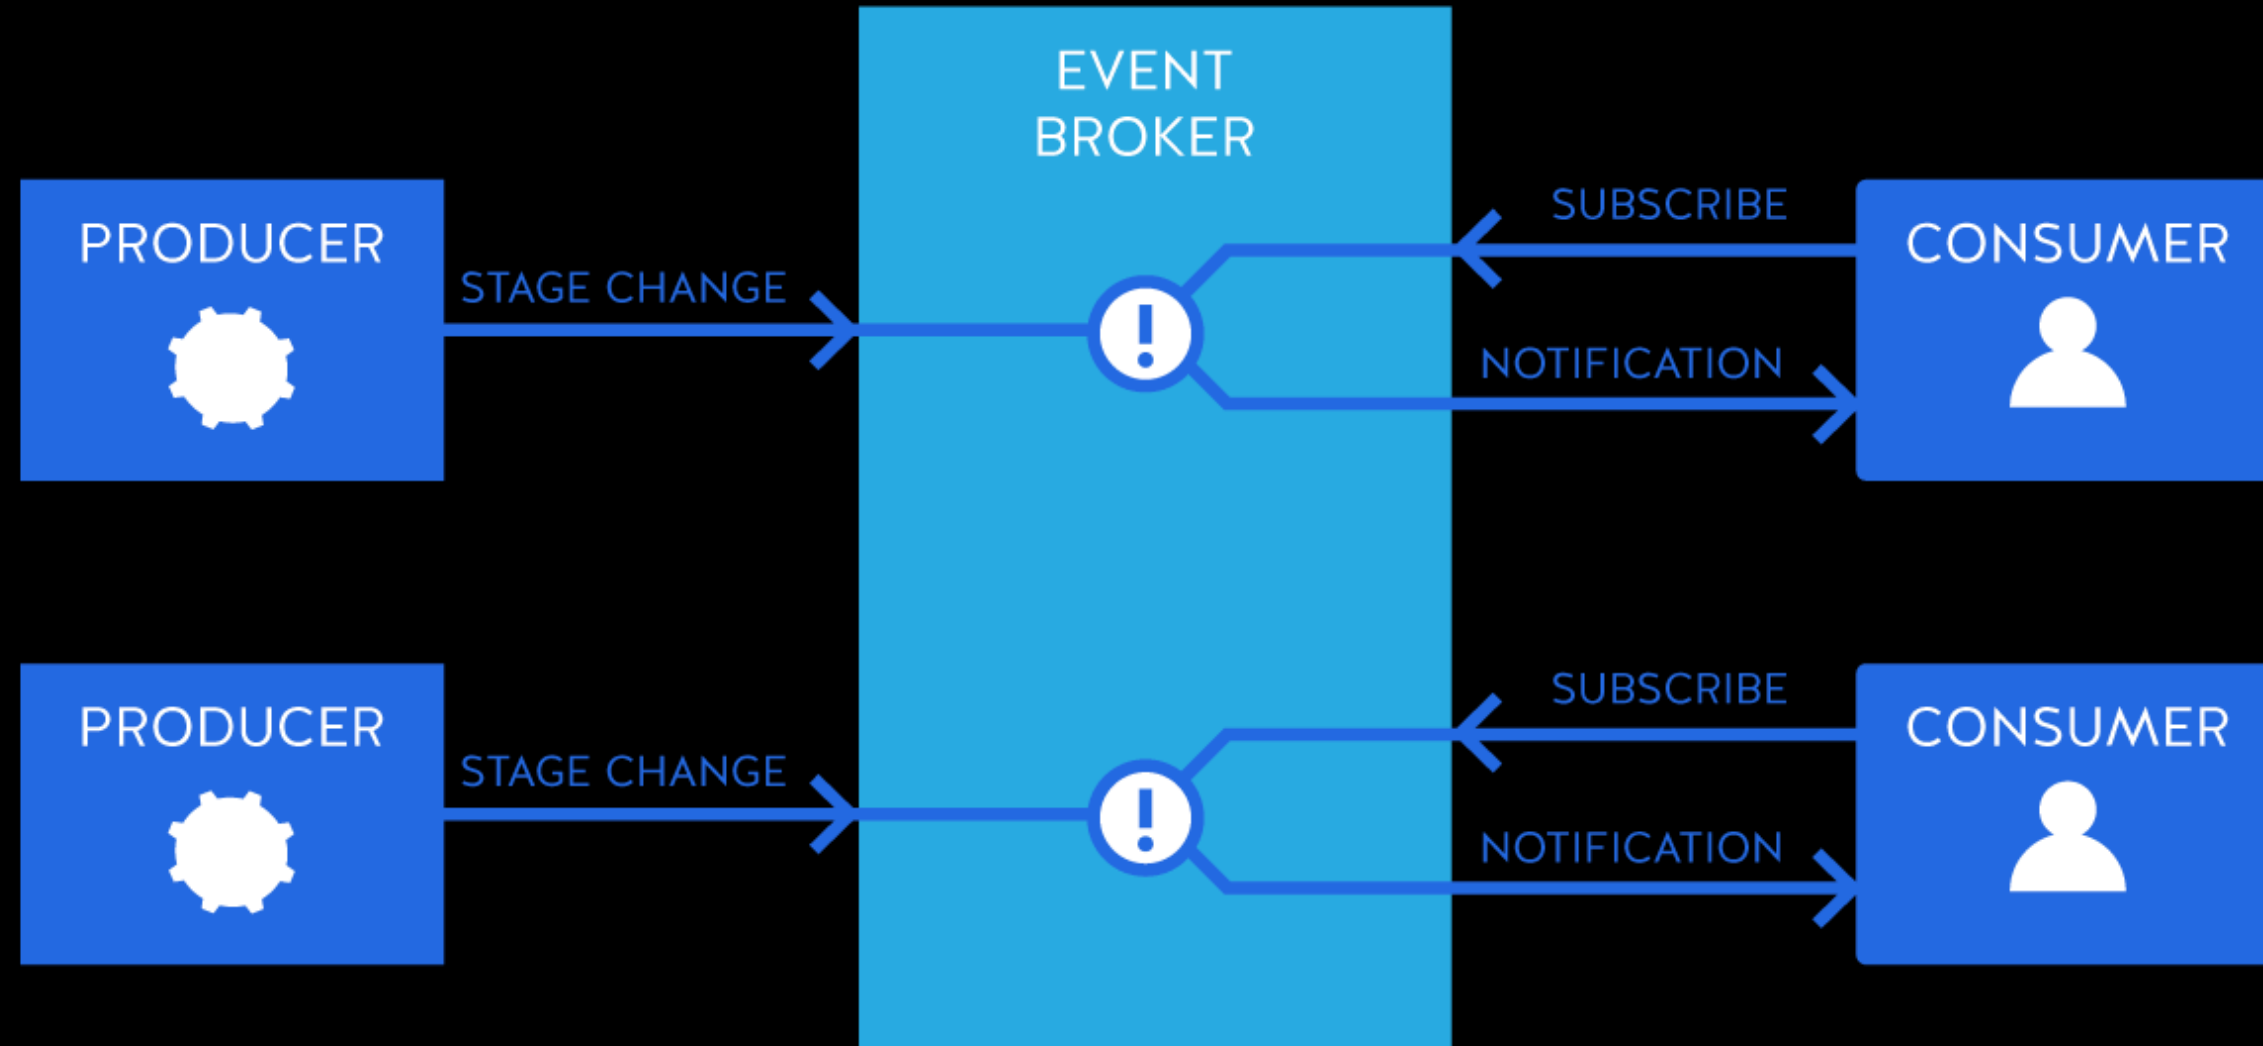 EVENT
BROKER
PRODUCER
STAGE CHANGE
SUBSCRIBE
NOTIFICATION
CONSUMER
PRODUCER
STAGE CHANGE
SUBSCRIBE
NOTIFICATION
CONSUMER